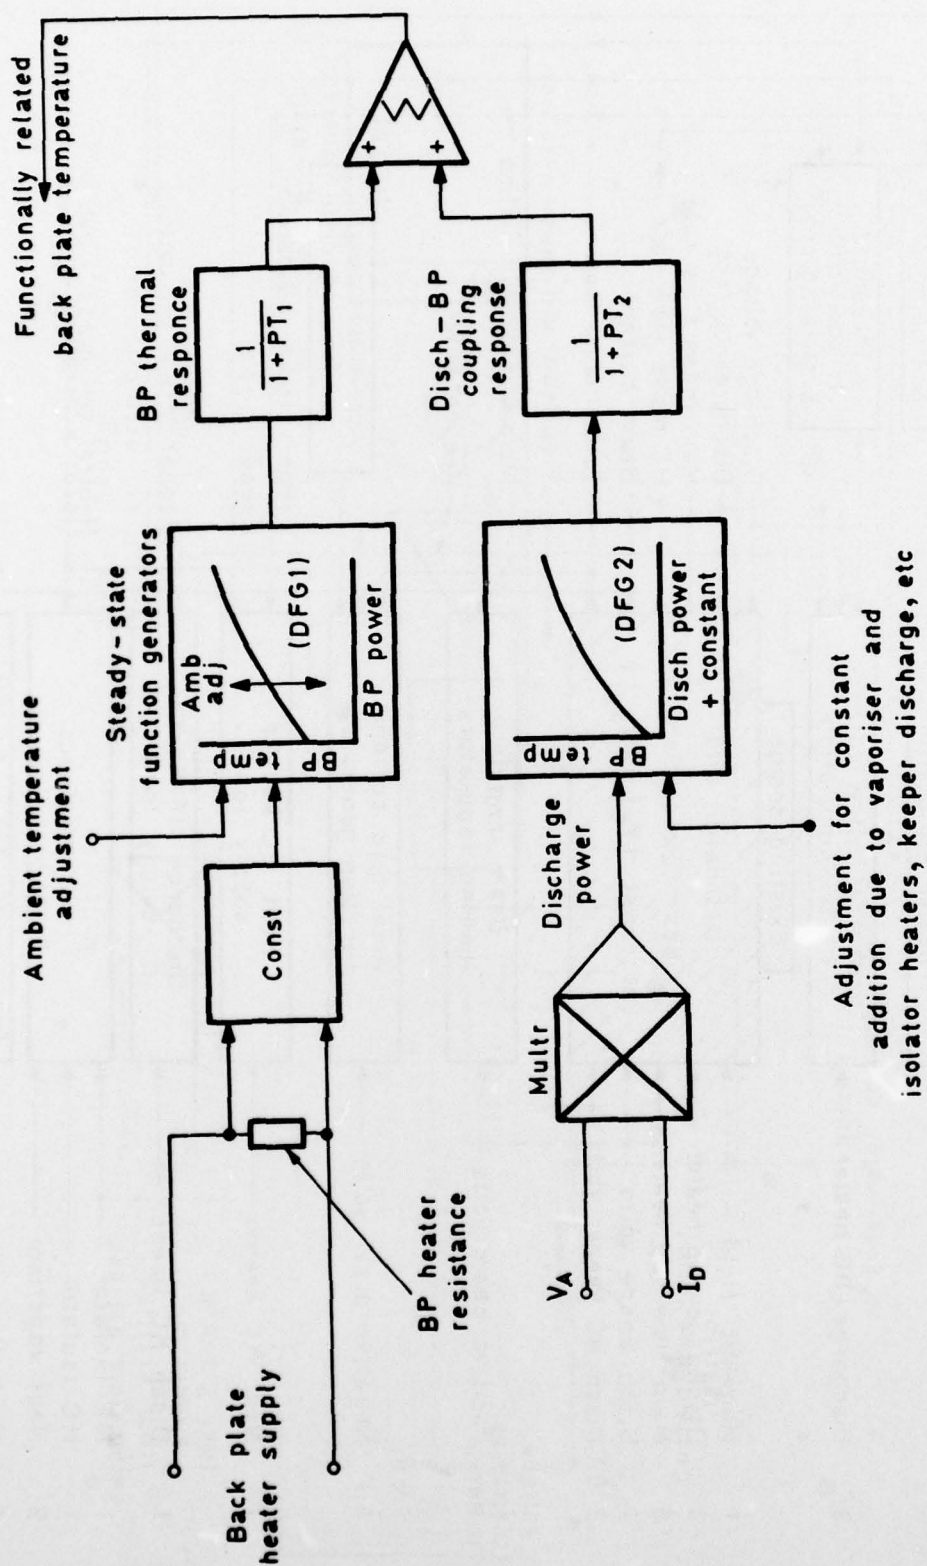 Functionally related
back plate temperature
Ambient temperature
adjustment
Steady-state
function generators
BP thermal
responce
Back plate
heater supply
BP heater
resistance
Const
Amb
adj
(DFG1)
BP
temp
BP power
1
1 + PT1
Σ
+
+
Disch-BP
coupling
response
VA
ID
Multr
Discharge
power
(DFG2)
BP
temp
Disch power
+ constant
1
1 + PT2
Adjustment for constant
addition due to vaporiser and
isolator heaters, keeper discharge, etc